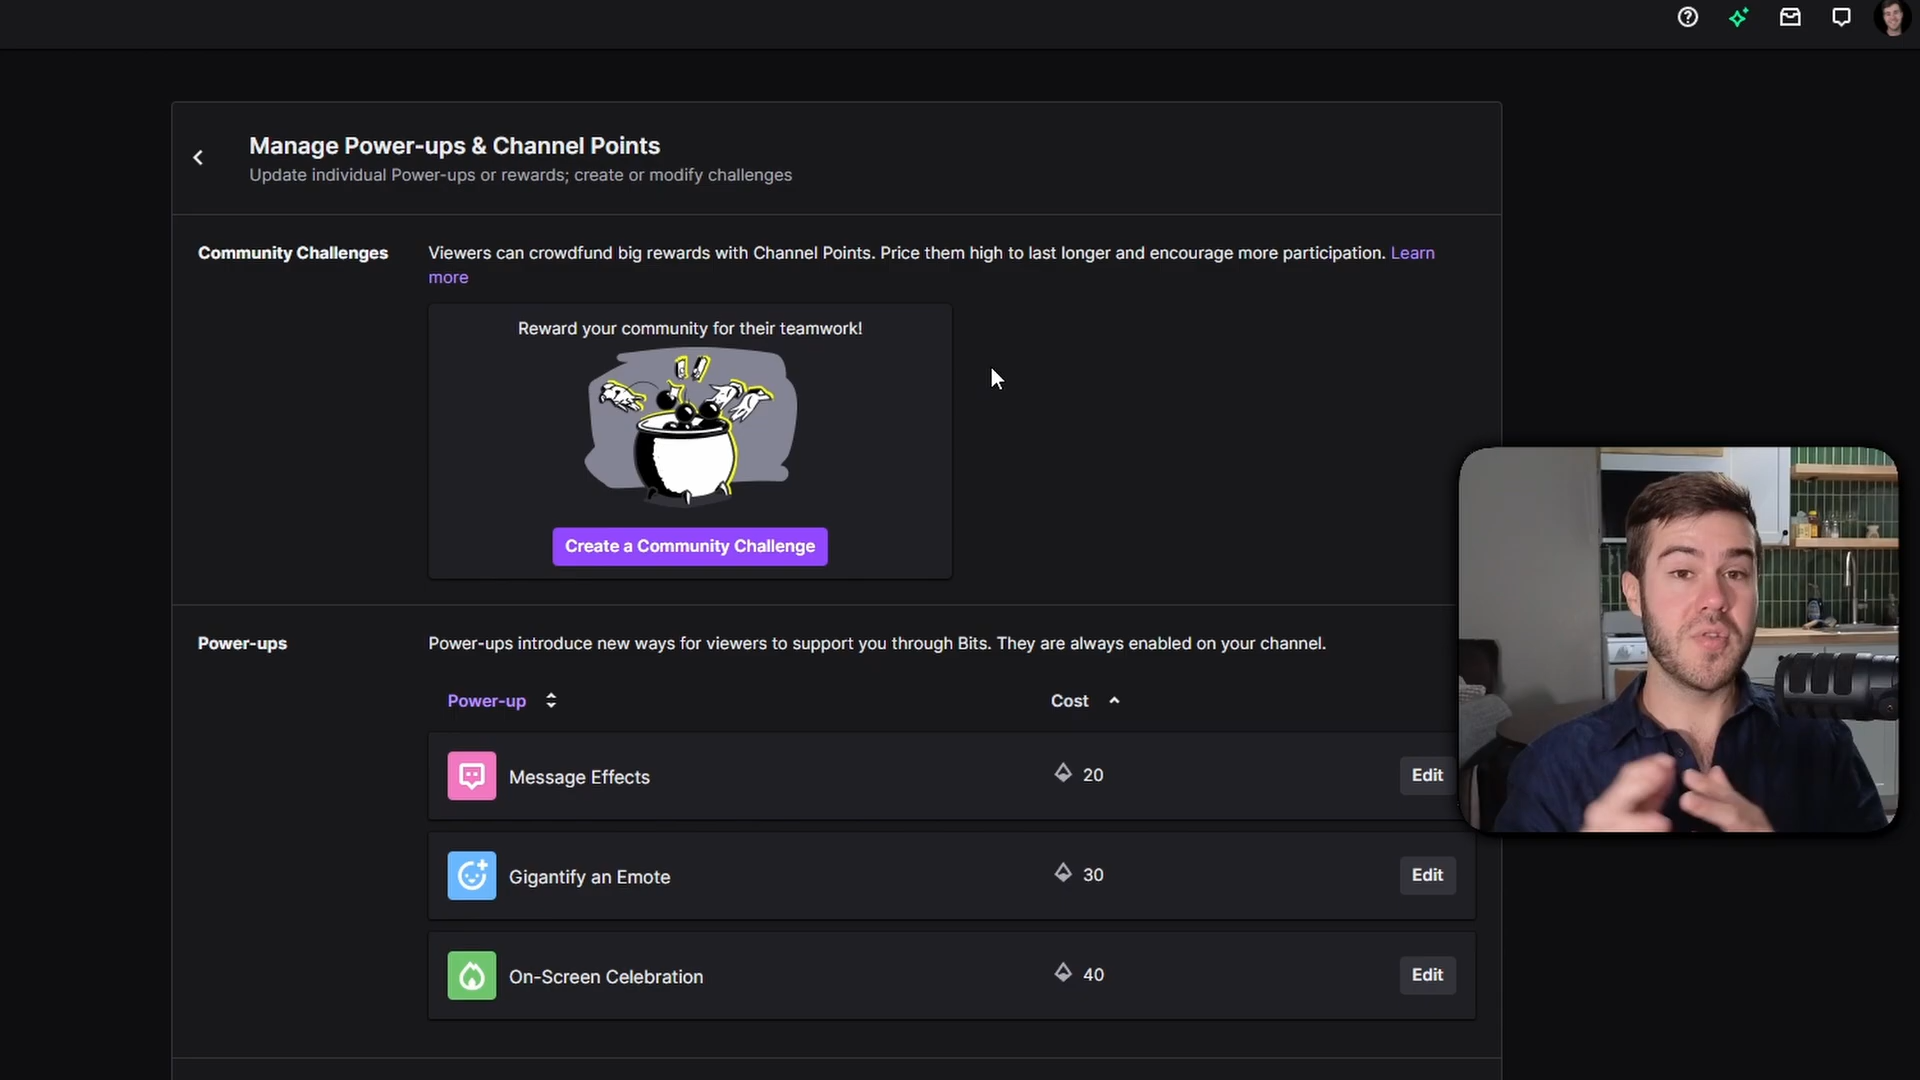 Manage Power-ups & Channel Points
Update individual Power-ups or rewards; create or modify challenges
Community Challenges
Viewers can crowdfund big rewards with Channel Points. Price them high to last longer and encourage more participation. Learn
more
Reward your community for their teamwork!
Create a Community Challenge
Power-ups
Power-ups introduce new ways for viewers to support you through Bits. They are always enabled on your channel.
Power-up
Cost
Message Effects
20
Edit
Gigantify an Emote
30
Edit
On-Screen Celebration
40
Edit